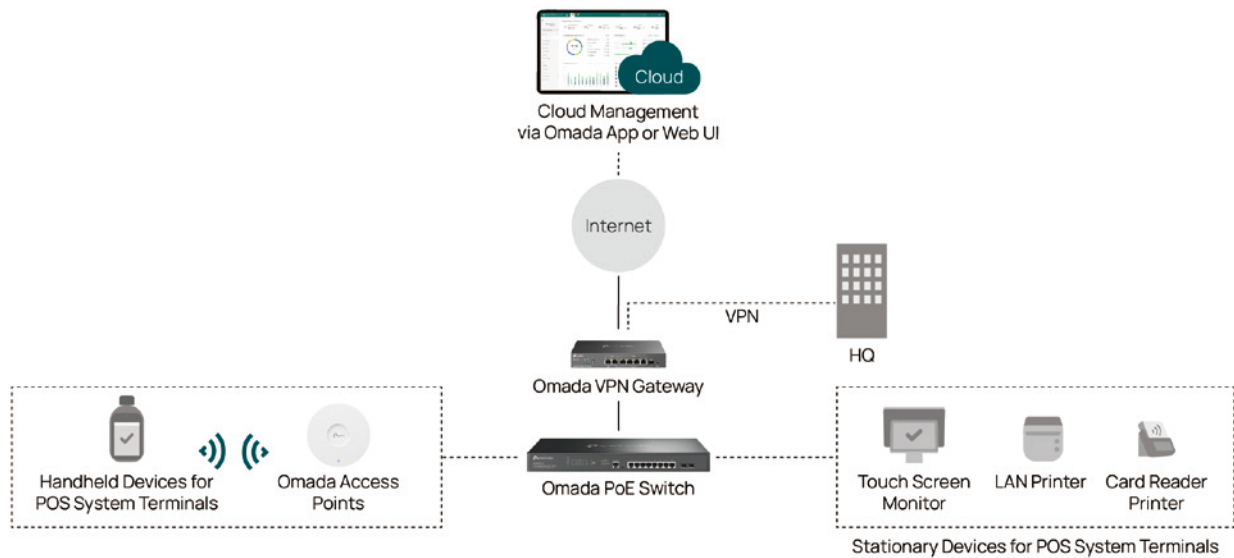 Cloud
Cloud Management
via Omada App or Web UI
Internet
VPN
HQ
Omada VPN Gateway
Handheld Devices for
POS System Terminals
Omada Access
Points
Omada PoE Switch
Touch Screen
Monitor
LAN Printer
Card Reader
Printer
Stationary Devices for POS System Terminals